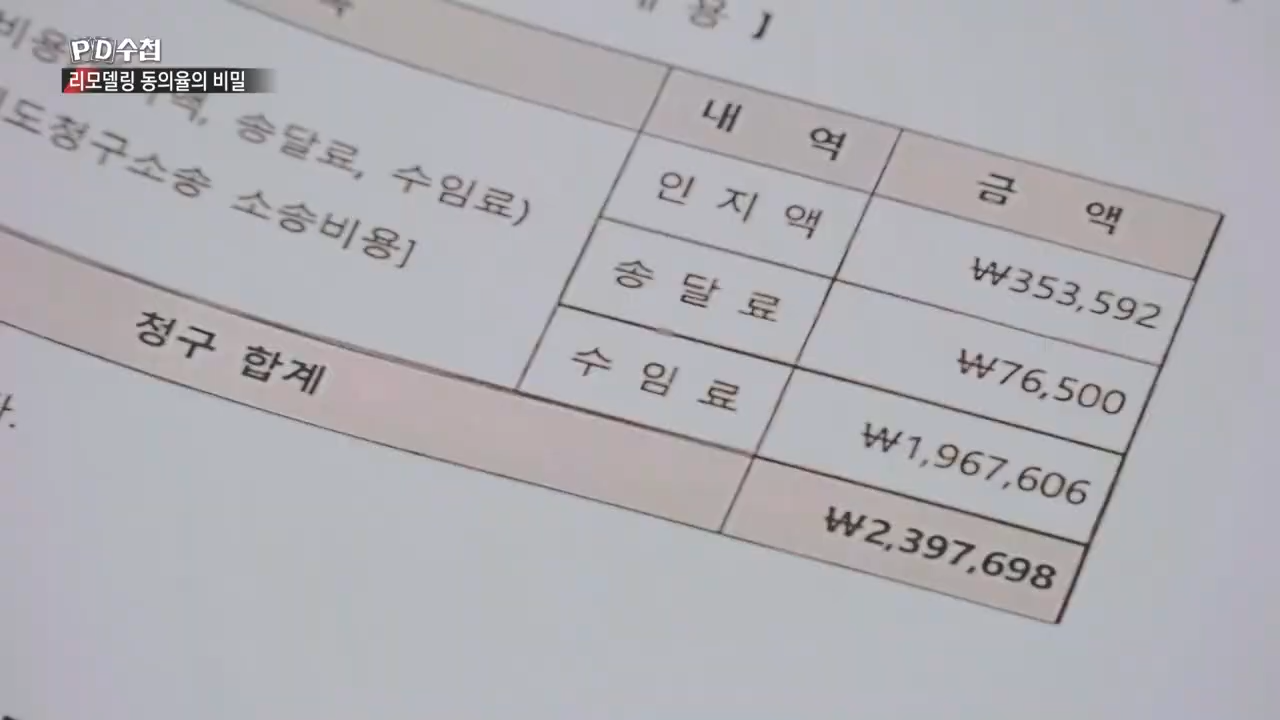 PD수첩
리모델링 동의율의 비밀
용 】
내 역 금 액
송달료, 수임료)
인 지 액 ₩353,592
도청구소송 소송비용]
송 달 료 ₩76,500
수 임 료 ₩1,967,606
청구 합계 ₩2,397,698